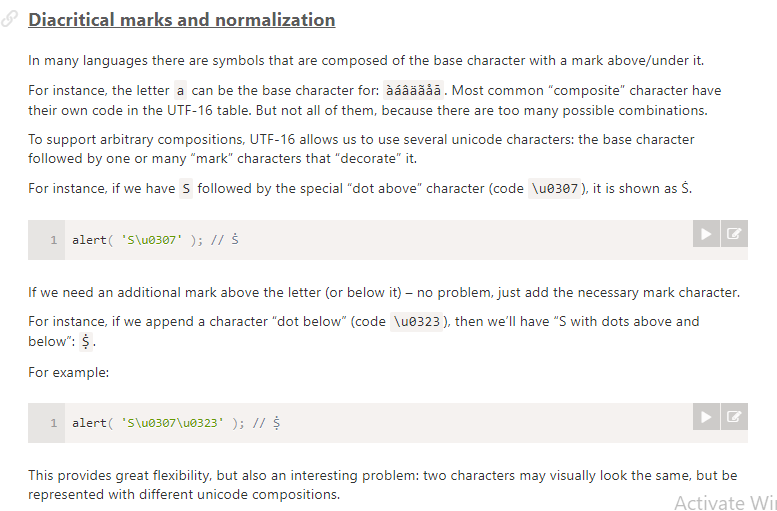 Diacritical marks and normalization
In many languages there are symbols that are composed of the base character with a mark above/under it.
For instance, the letter a can be the base character for: àáâäãåā. Most common “composite” character have
their own code in the UTF-16 table. But not all of them, because there are too many possible combinations.
To support arbitrary compositions, UTF-16 allows us to use several unicode characters: the base character
followed by one or many “mark” characters that “decorate” it.
For instance, if we have S followed by the special “dot above” character (code \u0307), it is shown as Ṡ.
1 alert( 'S\u0307' ); // Ṡ
If we need an additional mark above the letter (or below it) – no problem, just add the necessary mark character.
For instance, if we append a character “dot below” (code \u0323), then we’ll have “S with dots above and
below”: Ṩ.
For example:
1 alert( 'S\u0307\u0323' ); // Ṩ
This provides great flexibility, but also an interesting problem: two characters may visually look the same, but be
represented with different unicode compositions.
Activate Wi